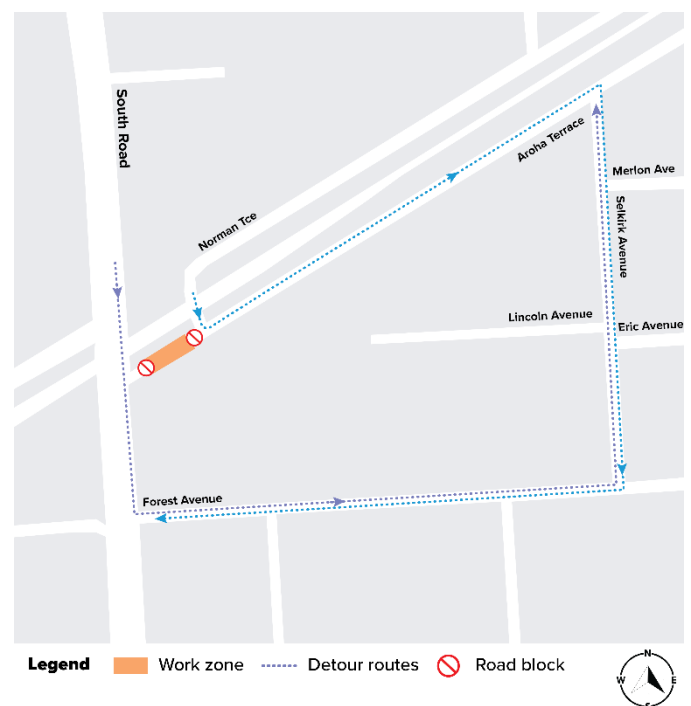 South Road
Norman Tce
Aroha Terrace
Merlon Ave
Selkirk Avenue
Lincoln Avenue
Eric Avenue
Forest Avenue
Legend
Work zone
Detour routes
Road block
N
W
E
S